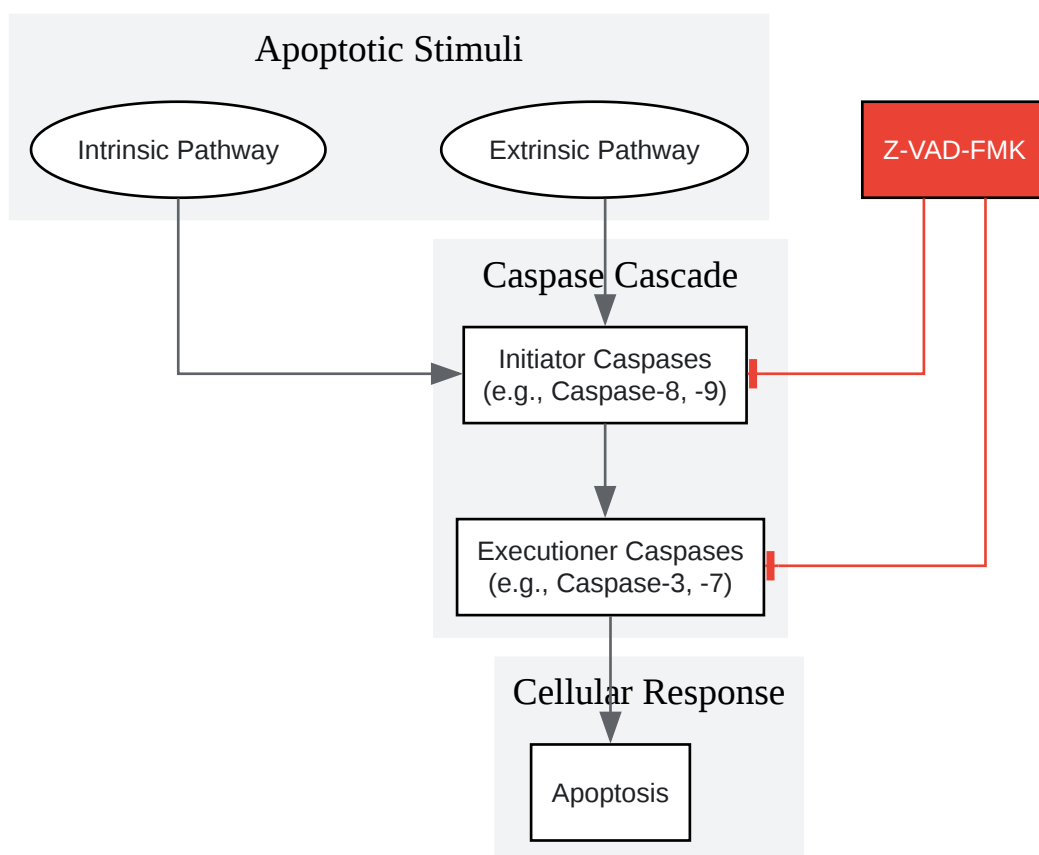 Apoptotic Stimuli
Intrinsic Pathway
Extrinsic Pathway
Z-VAD-FMK
Caspase Cascade
Initiator Caspases
(e.g., Caspase-8, -9)
Executioner Caspases
(e.g., Caspase-3, -7)
Cellular Response
Apoptosis